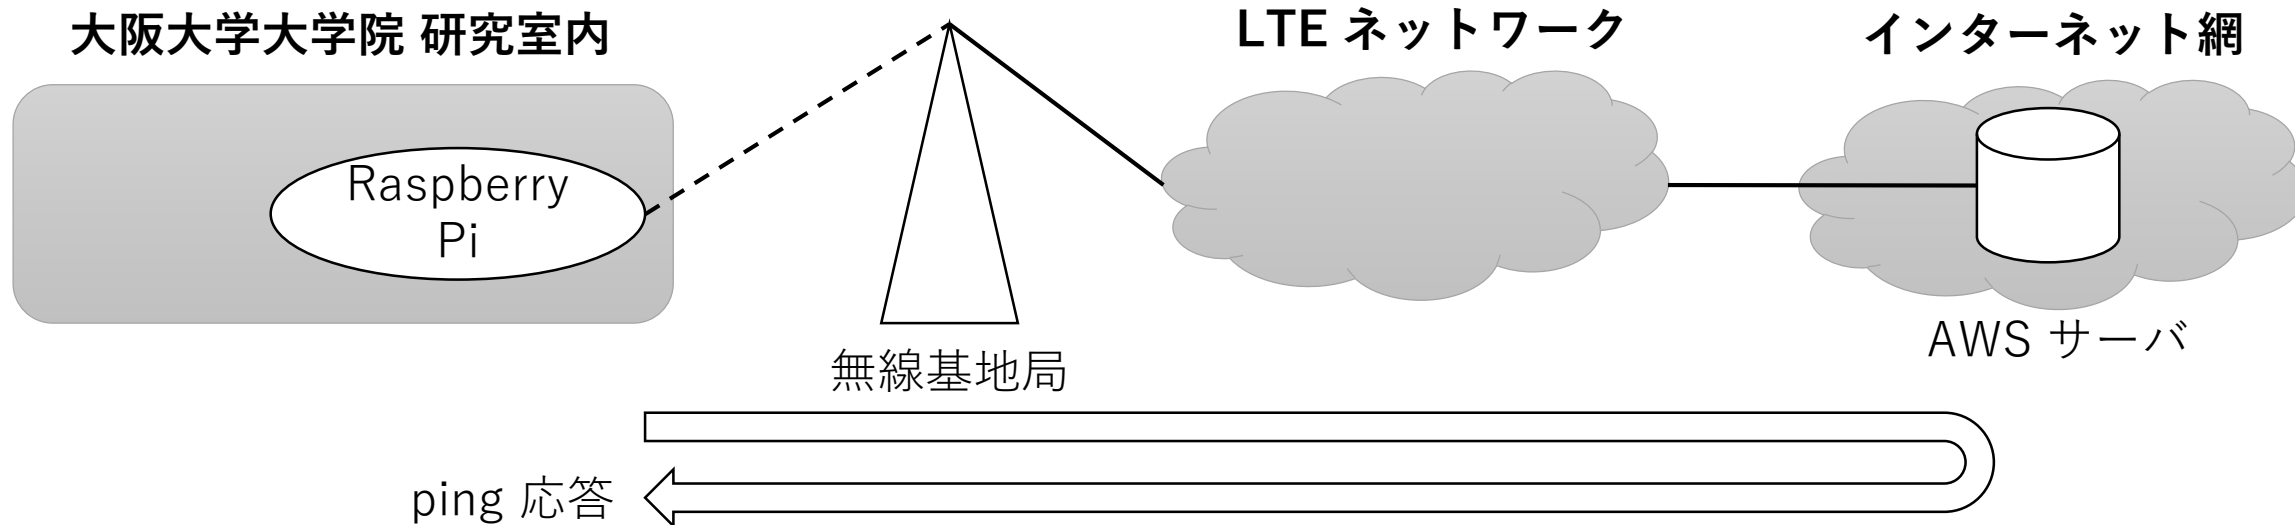 大阪大学大学院 研究室内
LTE ネットワーク
インターネット網
Raspberry
Pi
無線基地局
AWS サーバ
ping 応答